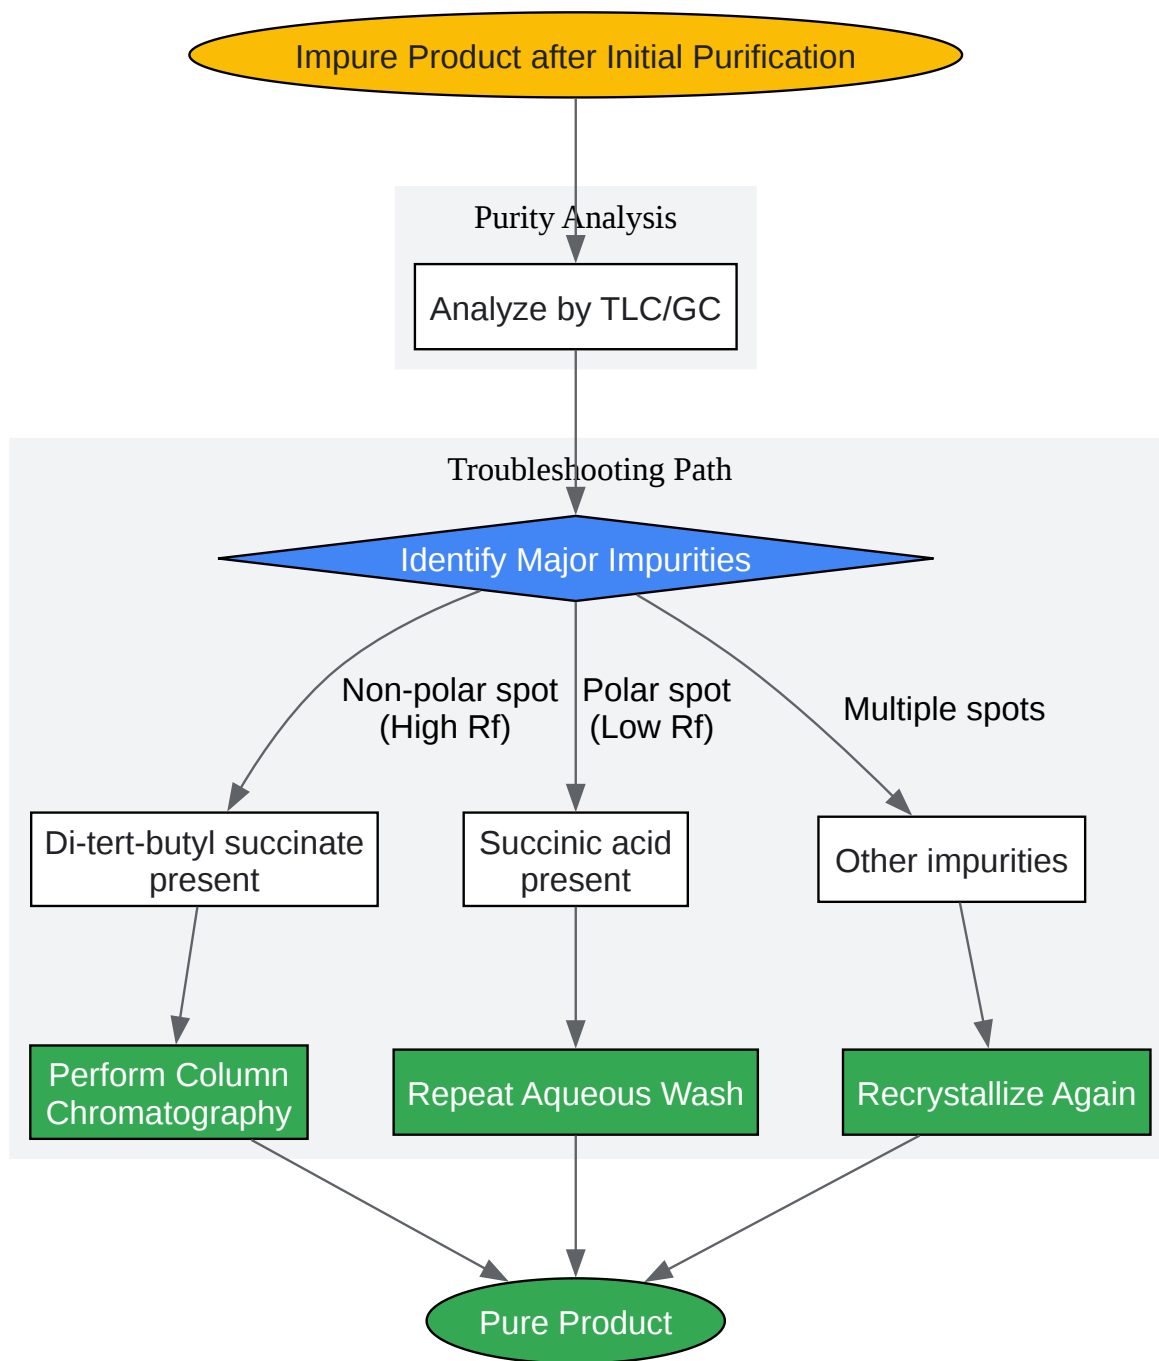 Impure Product after Initial Purification
Purity Analysis
Analyze by TLC/GC
Troubleshooting Path
Identify Major Impurities
Non-polar spot
(High Rf)
Polar spot
(Low Rf)
Multiple spots
Di-tert-butyl succinate
present
Succinic acid
present
Other impurities
Perform Column
Chromatography
Repeat Aqueous Wash
Recrystallize Again
Pure Product